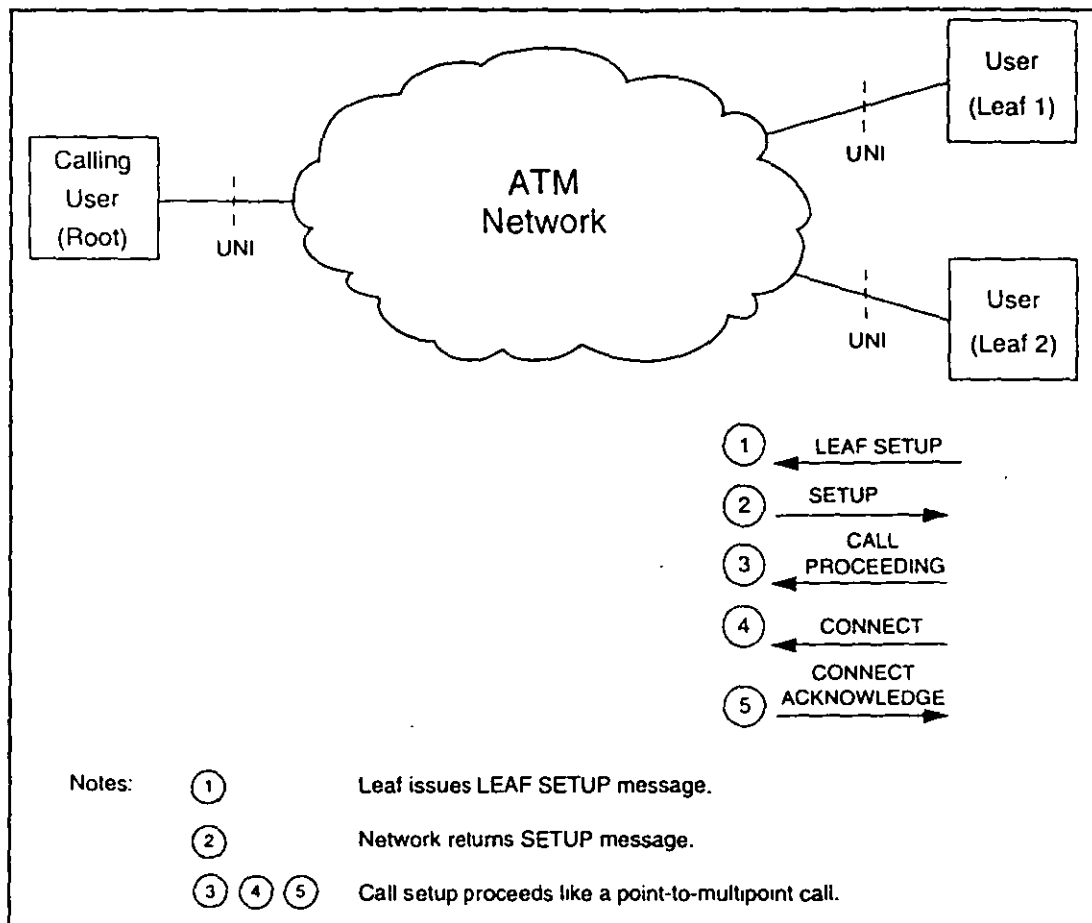 Calling
User
(Root)
UNI
ATM
Network
User
(Leaf 1)
UNI
User
(Leaf 2)
UNI
1 LEAF SETUP
2 SETUP
3 CALL
PROCEEDING
4 CONNECT
5 CONNECT
ACKNOWLEDGE
Notes: 1 Leaf issues LEAF SETUP message.
2 Network returns SETUP message.
3 4 5 Call setup proceeds like a point-to-multipoint call.